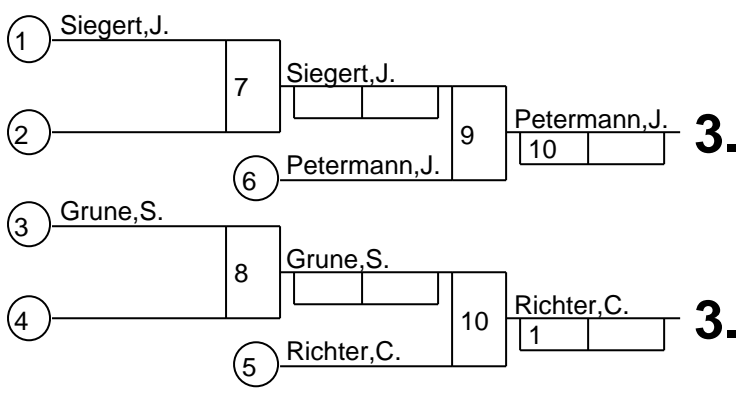 1 Siegert,J.
7 Siegert,J.
2
9 Petermann,J. 3.
10
6 Petermann,J.
3 Grune,S.
8 Grune,S.
4
10 Richter,C. 3.
1
5 Richter,C.